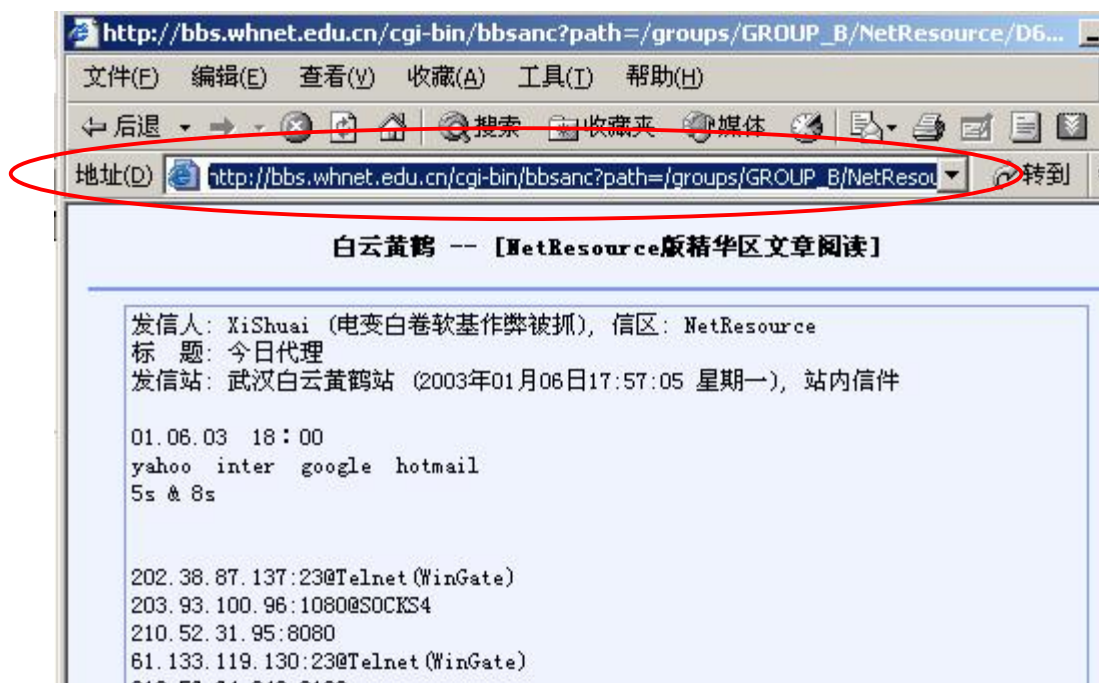 http://bbs.whnet.edu.cn/cgi-bin/bbsanc?path=/groups/GROUP_B/NetResource/D6...
文件(F) 编辑(E) 查看(V) 收藏(A) 工具(T) 帮助(H)
后退 搜索 收藏夹 媒体
地址(D) http://bbs.whnet.edu.cn/cgi-bin/bbsanc?path=/groups/GROUP_B/NetResou 转到
白云黄鹤 -- [NetResource版精华区文章阅读]
发信人: XiShuai (电变白卷软基作弊被抓), 信区: NetResource
标 题: 今日代理
发信站: 武汉白云黄鹤站 (2003年01月06日17:57:05 星期一), 站内信件
01.06.03 18：00
yahoo inter google hotmail
5s & 8s
202.38.87.137:23@Telnet(WinGate)
203.93.100.96:1080@SOCKS4
210.52.31.95:8080
61.133.119.130:23@Telnet(WinGate)